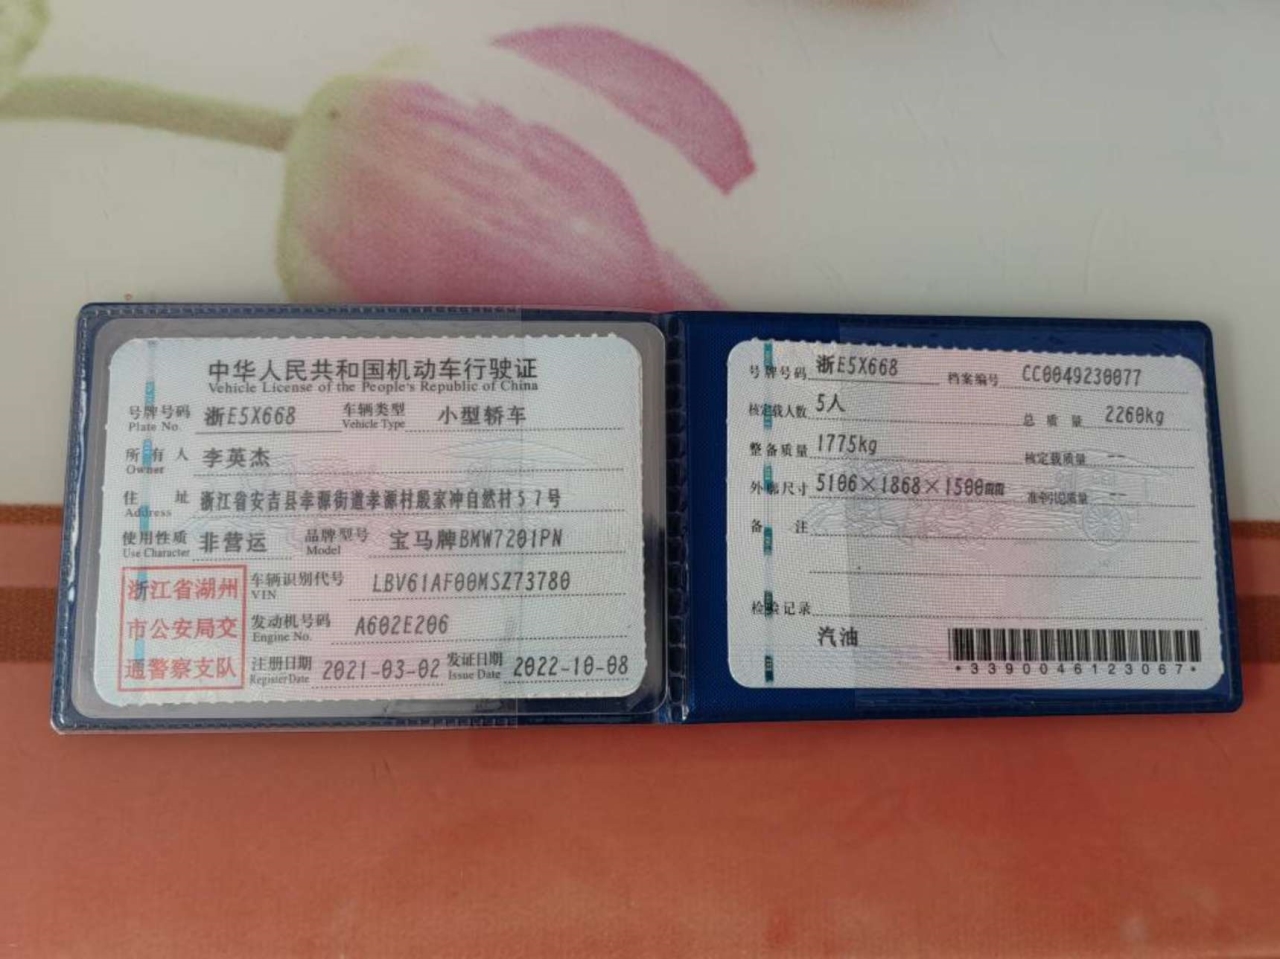 中华人民共和国机动车行驶证
Vehicle License of the People's Republic of China
号牌号码 浙E5X668 车辆类型 小型轿车
Plate No. Vehicle Type
所有人 李英杰
Owner
住址 浙江省安吉县孝源街道孝源村殷家冲自然村57号
Address
使用性质 非营运 品牌型号 宝马牌BMW7201PN
Use Character Model
浙江省湖州
市公安局交
通警察支队
车辆识别代号 LBV61AF00MSZ73780
VIN
发动机号码 A602E206
Engine No.
注册日期 2021-03-02 发证日期 2022-10-08
Register Date Issue Date
号牌号码 浙E5X668 档案编号 CC0049230077
核定载人数 5人 总质量 2260kg
整备质量 1775kg 核定载质量 --
外廓尺寸 5106×1868×1500mm 准牵引总质量 --
备注
检验记录
汽油
*3390046123067*